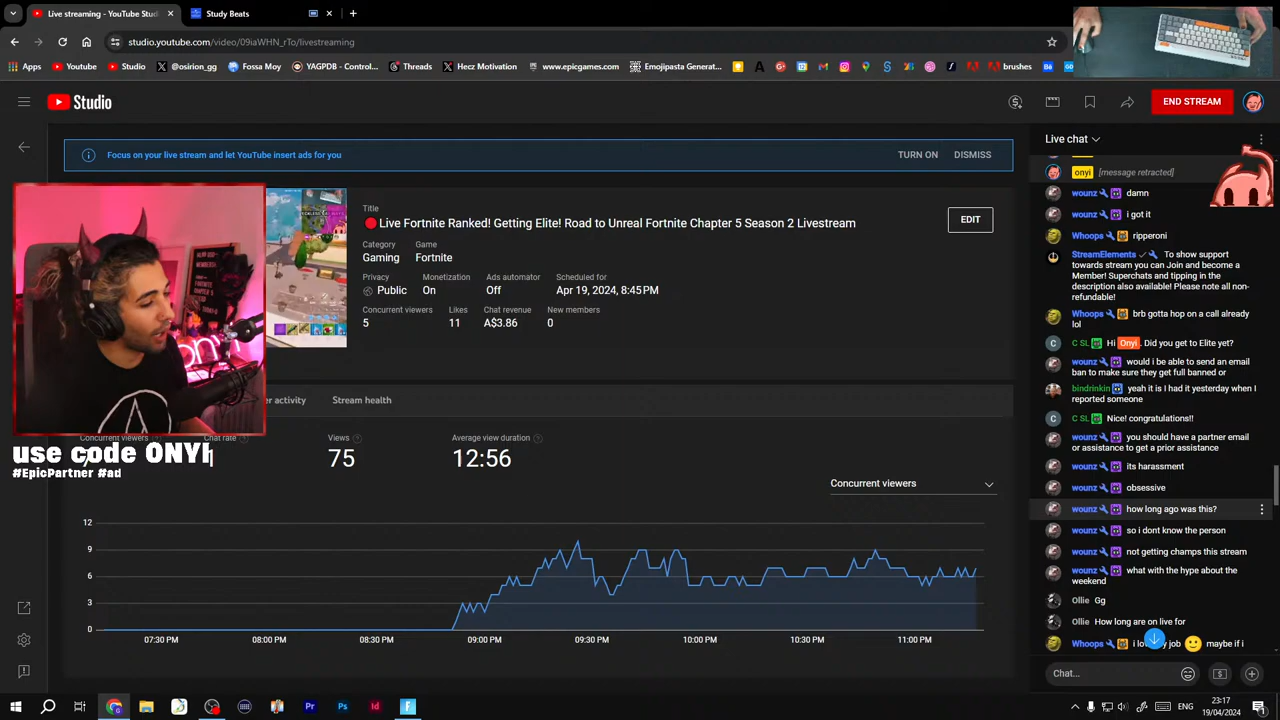 Live streaming - YouTube Stud
Study Beats
studio.youtube.com/video/09iaWHN_rTo/livestreaming
Apps
Youtube
Studio
@osirion_gg
Fossa Moy
YAGPDB - Control...
Threads
Hecz Motivation
www.epicgames.com
Emojipasta Generat...
brushes
Studio
END STREAM
Focus on your live stream and let YouTube insert ads for you
TURN ON
DISMISS
Title
Live Fortnite Ranked! Getting Elite! Road to Unreal Fortnite Chapter 5 Season 2 Livestream
EDIT
Category
Game
Gaming
Fortnite
Privacy
Monetization
Ads automator
Scheduled for
Public
On
Off
Apr 19, 2024, 8:45 PM
Concurrent viewers
Likes
Chat revenue
New members
5
11
A$3.86
0
er activity
Stream health
Concurrent viewers
Chat rate
Views
Average view duration
1
75
12:56
use code ONYI
#EpicPartner #ad
Concurrent viewers
12
9
6
3
0
07:30 PM
08:00 PM
08:30 PM
09:00 PM
09:30 PM
10:00 PM
10:30 PM
11:00 PM
Live chat
onyi [message retracted]
wounz damn
wounz i got it
Whoops ripperoni
StreamElements To show support
towards stream you can Join and become a
Member! Superchats and tipping in the
description also available! Please note all non-
refundable!
Whoops brb gotta hop on a call already
lol
C SL Hi Onyi. Did you get to Elite yet?
wounz would i be able to send an email
ban to make sure they get full banned or
bindrinkin yeah it is I had it yesterday when I
reported someone
C SL Nice! congratulations!!
wounz you should have a partner email
or assistance to get a prior assistance
wounz its harassment
wounz obsessive
wounz how long ago was this?
wounz so i dont know the person
wounz not getting champs this stream
wounz what with the hype about the
weekend
Ollie Gg
Ollie How long are on live for
Whoops i lo job maybe if i
Chat...
ENG
23:17
19/04/2024